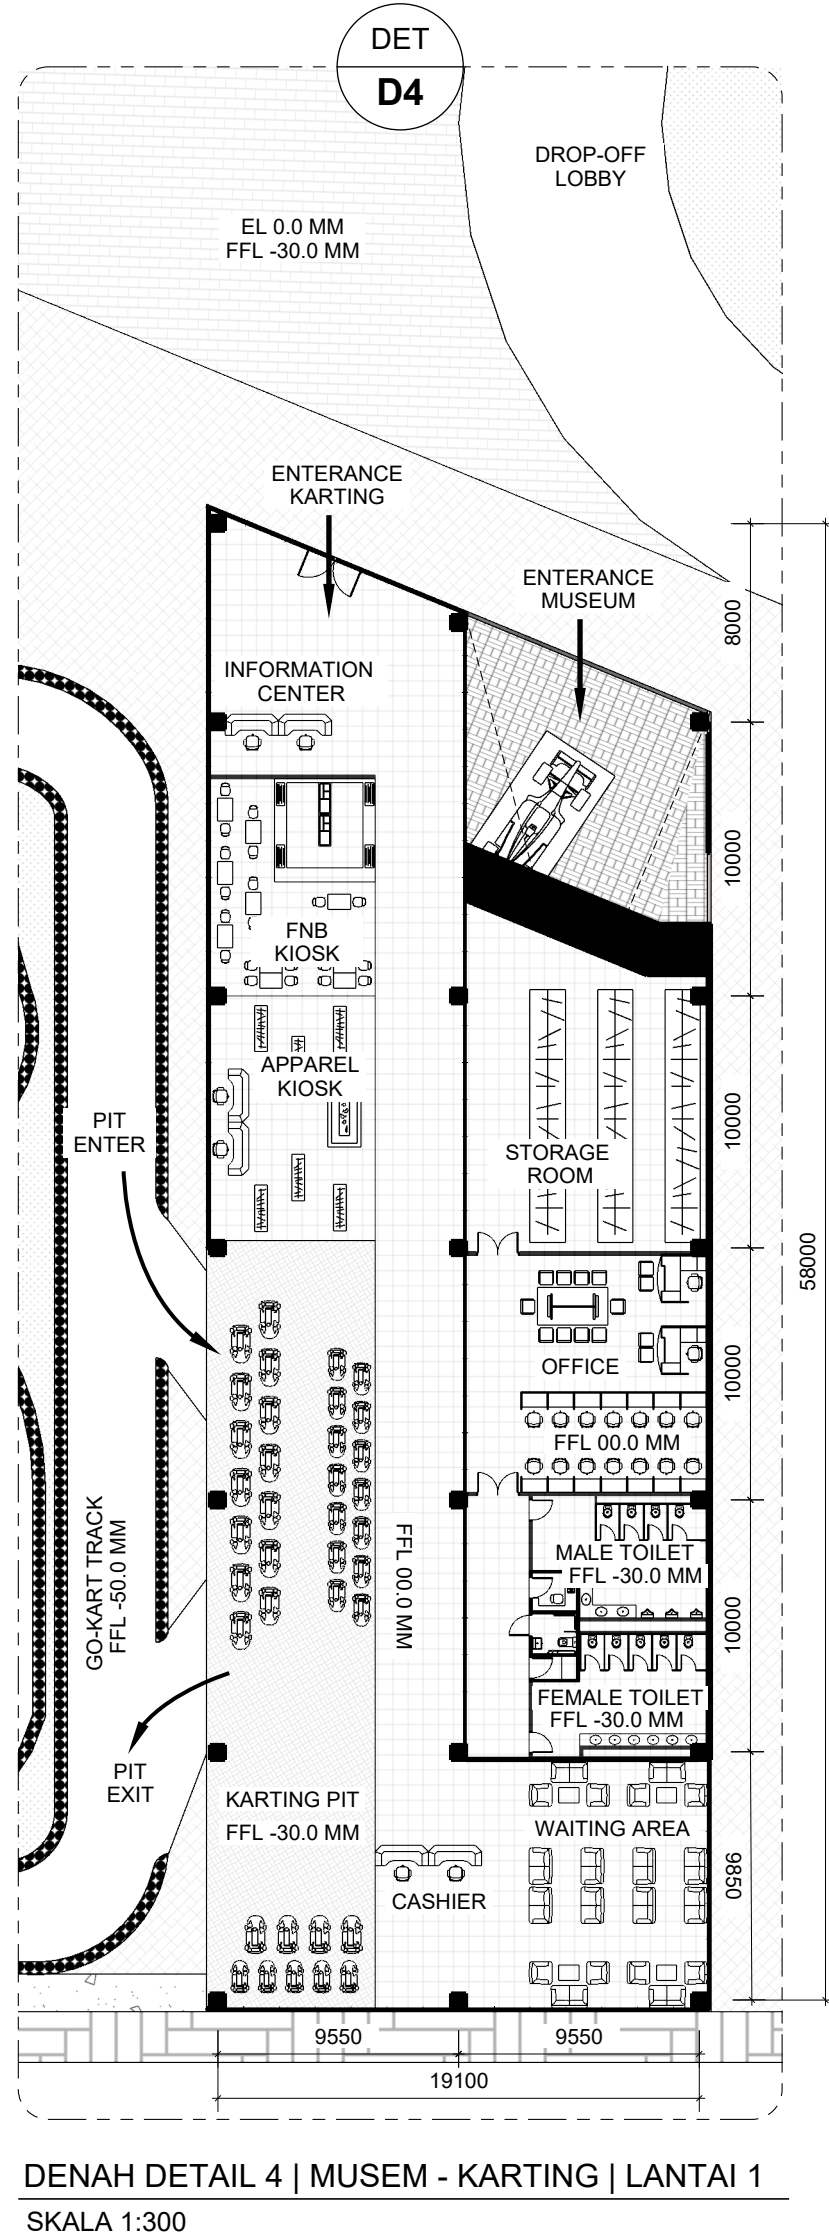 DET
D4
DROP-OFF
LOBBY
EL 0.0 MM
FFL -30.0 MM
ENTERANCE
KARTING
ENTERANCE
MUSEUM
8000
INFORMATION
CENTER
10000
FNB
KIOSK
APPAREL
KIOSK
PIT
ENTER
10000
STORAGE
ROOM
58000
OFFICE
10000
FFL 00.0 MM
GO-KART TRACK
FFL -50.0 MM
FFL 00.0 MM
MALE TOILET
FFL -30.0 MM
10000
FEMALE TOILET
FFL -30.0 MM
PIT
EXIT
KARTING PIT
FFL -30.0 MM
WAITING AREA
9850
CASHIER
9550
9550
19100
DENAH DETAIL 4 | MUSEM - KARTING | LANTAI 1
SKALA 1:300